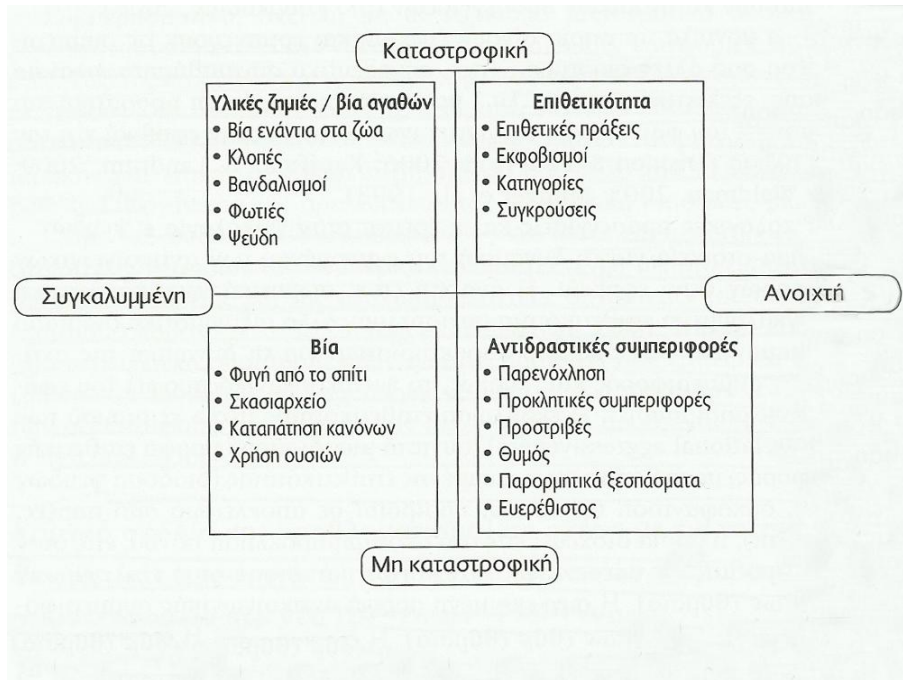 Καταστροφική
Υλικές ζημιές / βία αγαθών
• Βία ενάντια στα ζώα
• Κλοπές
• Βανδαλισμοί
• Φωτιές
• Ψεύδη
Επιθετικότητα
• Επιθετικές πράξεις
• Εκφοβισμοί
• Κατηγορίες
• Συγκρούσεις
Συγκαλυμμένη
Ανοιχτή
Βία
• Φυγή από το σπίτι
• Σκασιαρχείο
• Καταπάτηση κανόνων
• Χρήση ουσιών
Αντιδραστικές συμπεριφορές
• Παρενόχληση
• Προκλητικές συμπεριφορές
• Προστριβές
• Θυμός
• Παρορμητικά ξεσπάσματα
• Ευερέθιστος
Μη καταστροφική